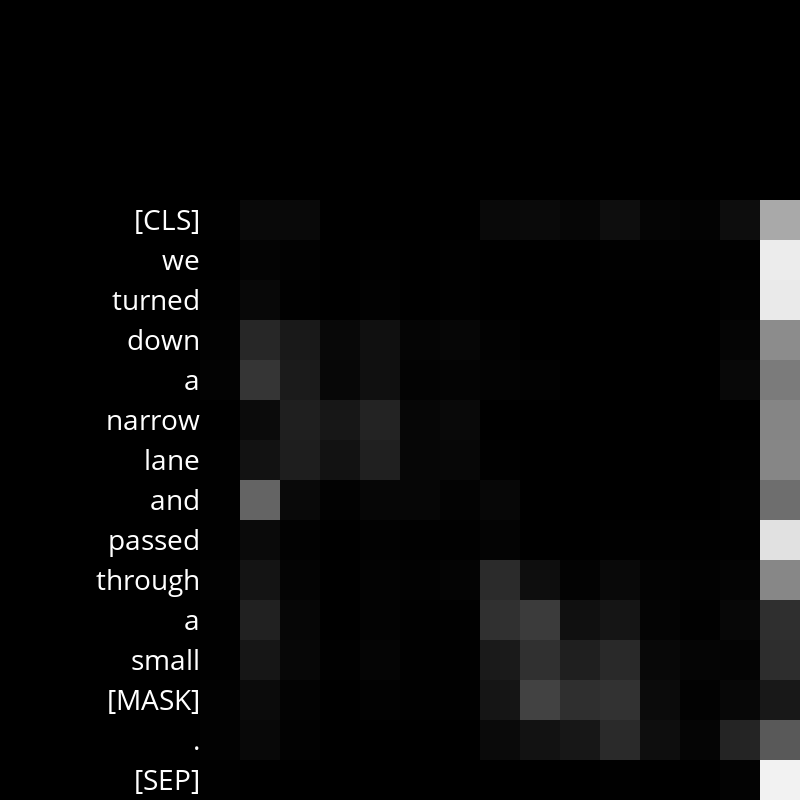 [CLS]
we
turned
down
a
narrow
lane
and
passed
through
a
small
[MASK]
.
[SEP]